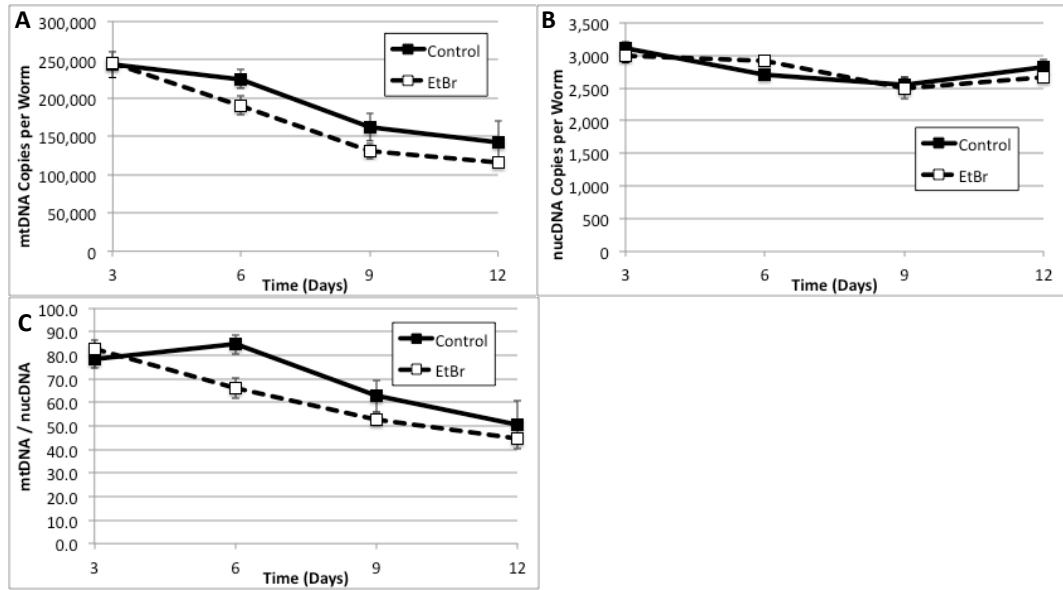 A
mtDNA Copies per Worm
300,000
250,000
200,000
150,000
100,000
50,000
0
3
6
9
12
Time (Days)
Control
EtBr
B
nucDNA Copies per Worm
3,500
3,000
2,500
2,000
1,500
1,000
500
0
3
6
9
12
Time (Days)
Control
EtBr
C
mtDNA / nucDNA
100.0
90.0
80.0
70.0
60.0
50.0
40.0
30.0
20.0
10.0
0.0
3
6
9
12
Time (Days)
Control
EtBr